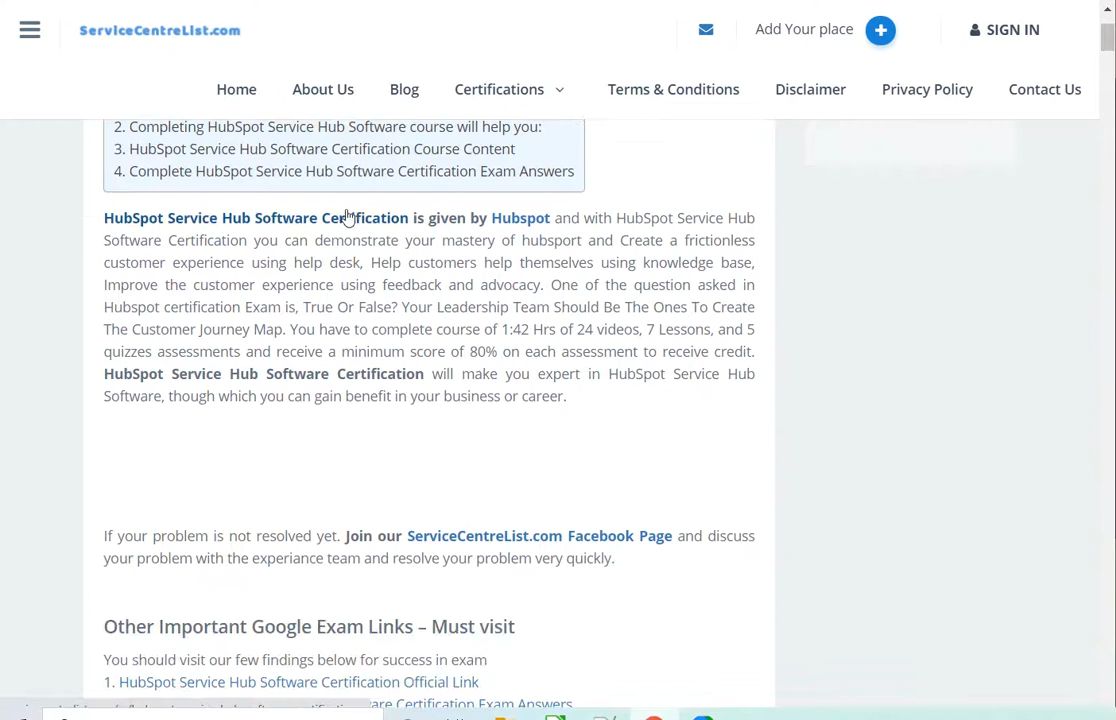 ServiceCentreList.com
Add Your place
SIGN IN
Home About Us Blog Certifications Terms & Conditions Disclaimer Privacy Policy Contact Us
2. Completing HubSpot Service Hub Software course will help you:
3. HubSpot Service Hub Software Certification Course Content
4. Complete HubSpot Service Hub Software Certification Exam Answers
HubSpot Service Hub Software Certification is given by Hubspot and with HubSpot Service Hub
Software Certification you can demonstrate your mastery of hubsport and Create a frictionless
customer experience using help desk, Help customers help themselves using knowledge base,
Improve the customer experience using feedback and advocacy. One of the question asked in
Hubspot certification Exam is, True Or False? Your Leadership Team Should Be The Ones To Create
The Customer Journey Map. You have to complete course of 1:42 Hrs of 24 videos, 7 Lessons, and 5
quizzes assessments and receive a minimum score of 80% on each assessment to receive credit.
HubSpot Service Hub Software Certification will make you expert in HubSpot Service Hub
Software, though which you can gain benefit in your business or career.
If your problem is not resolved yet. Join our ServiceCentreList.com Facebook Page and discuss
your problem with the experiance team and resolve your problem very quickly.
Other Important Google Exam Links – Must visit
You should visit our few findings below for success in exam
1. HubSpot Service Hub Software Certification Official Link
are Certification Exam Answers